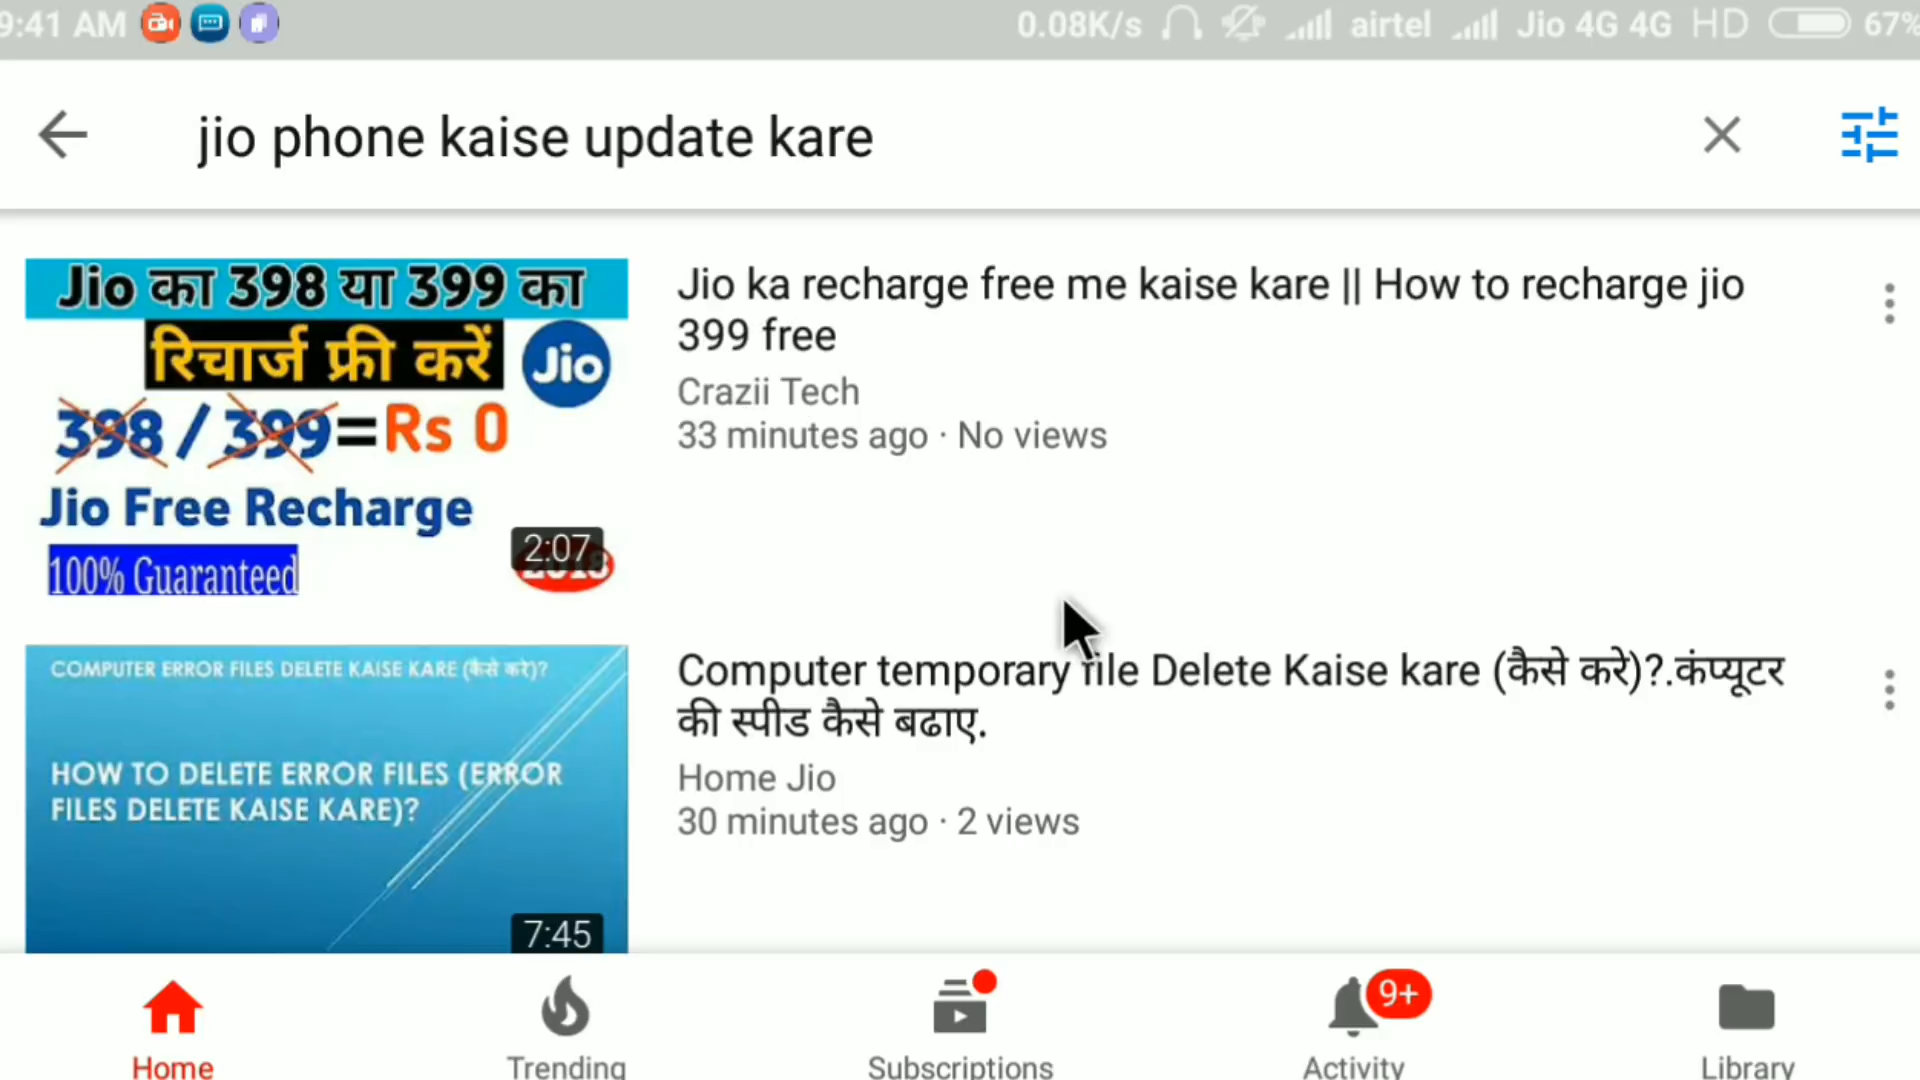 9:41 AM 0.08K/s airtel Jio 4G 4G HD 67%
jio phone kaise update kare
Jio का 398 या 399 का
रिचार्ज फ्री करें
Jio
398 / 399 = Rs 0
Jio Free Recharge
100% Guaranteed
2:07
Jio ka recharge free me kaise kare || How to recharge jio
399 free
Crazii Tech
33 minutes ago · No views
COMPUTER ERROR FILES DELETE KAISE KARE (कैसे करे)?
HOW TO DELETE ERROR FILES (ERROR
FILES DELETE KAISE KARE)?
7:45
Computer temporary file Delete Kaise kare (कैसे करे)?.कंप्यूटर
की स्पीड कैसे बढाए.
Home Jio
30 minutes ago · 2 views
9+
Home Trending Subscriptions Activity Library